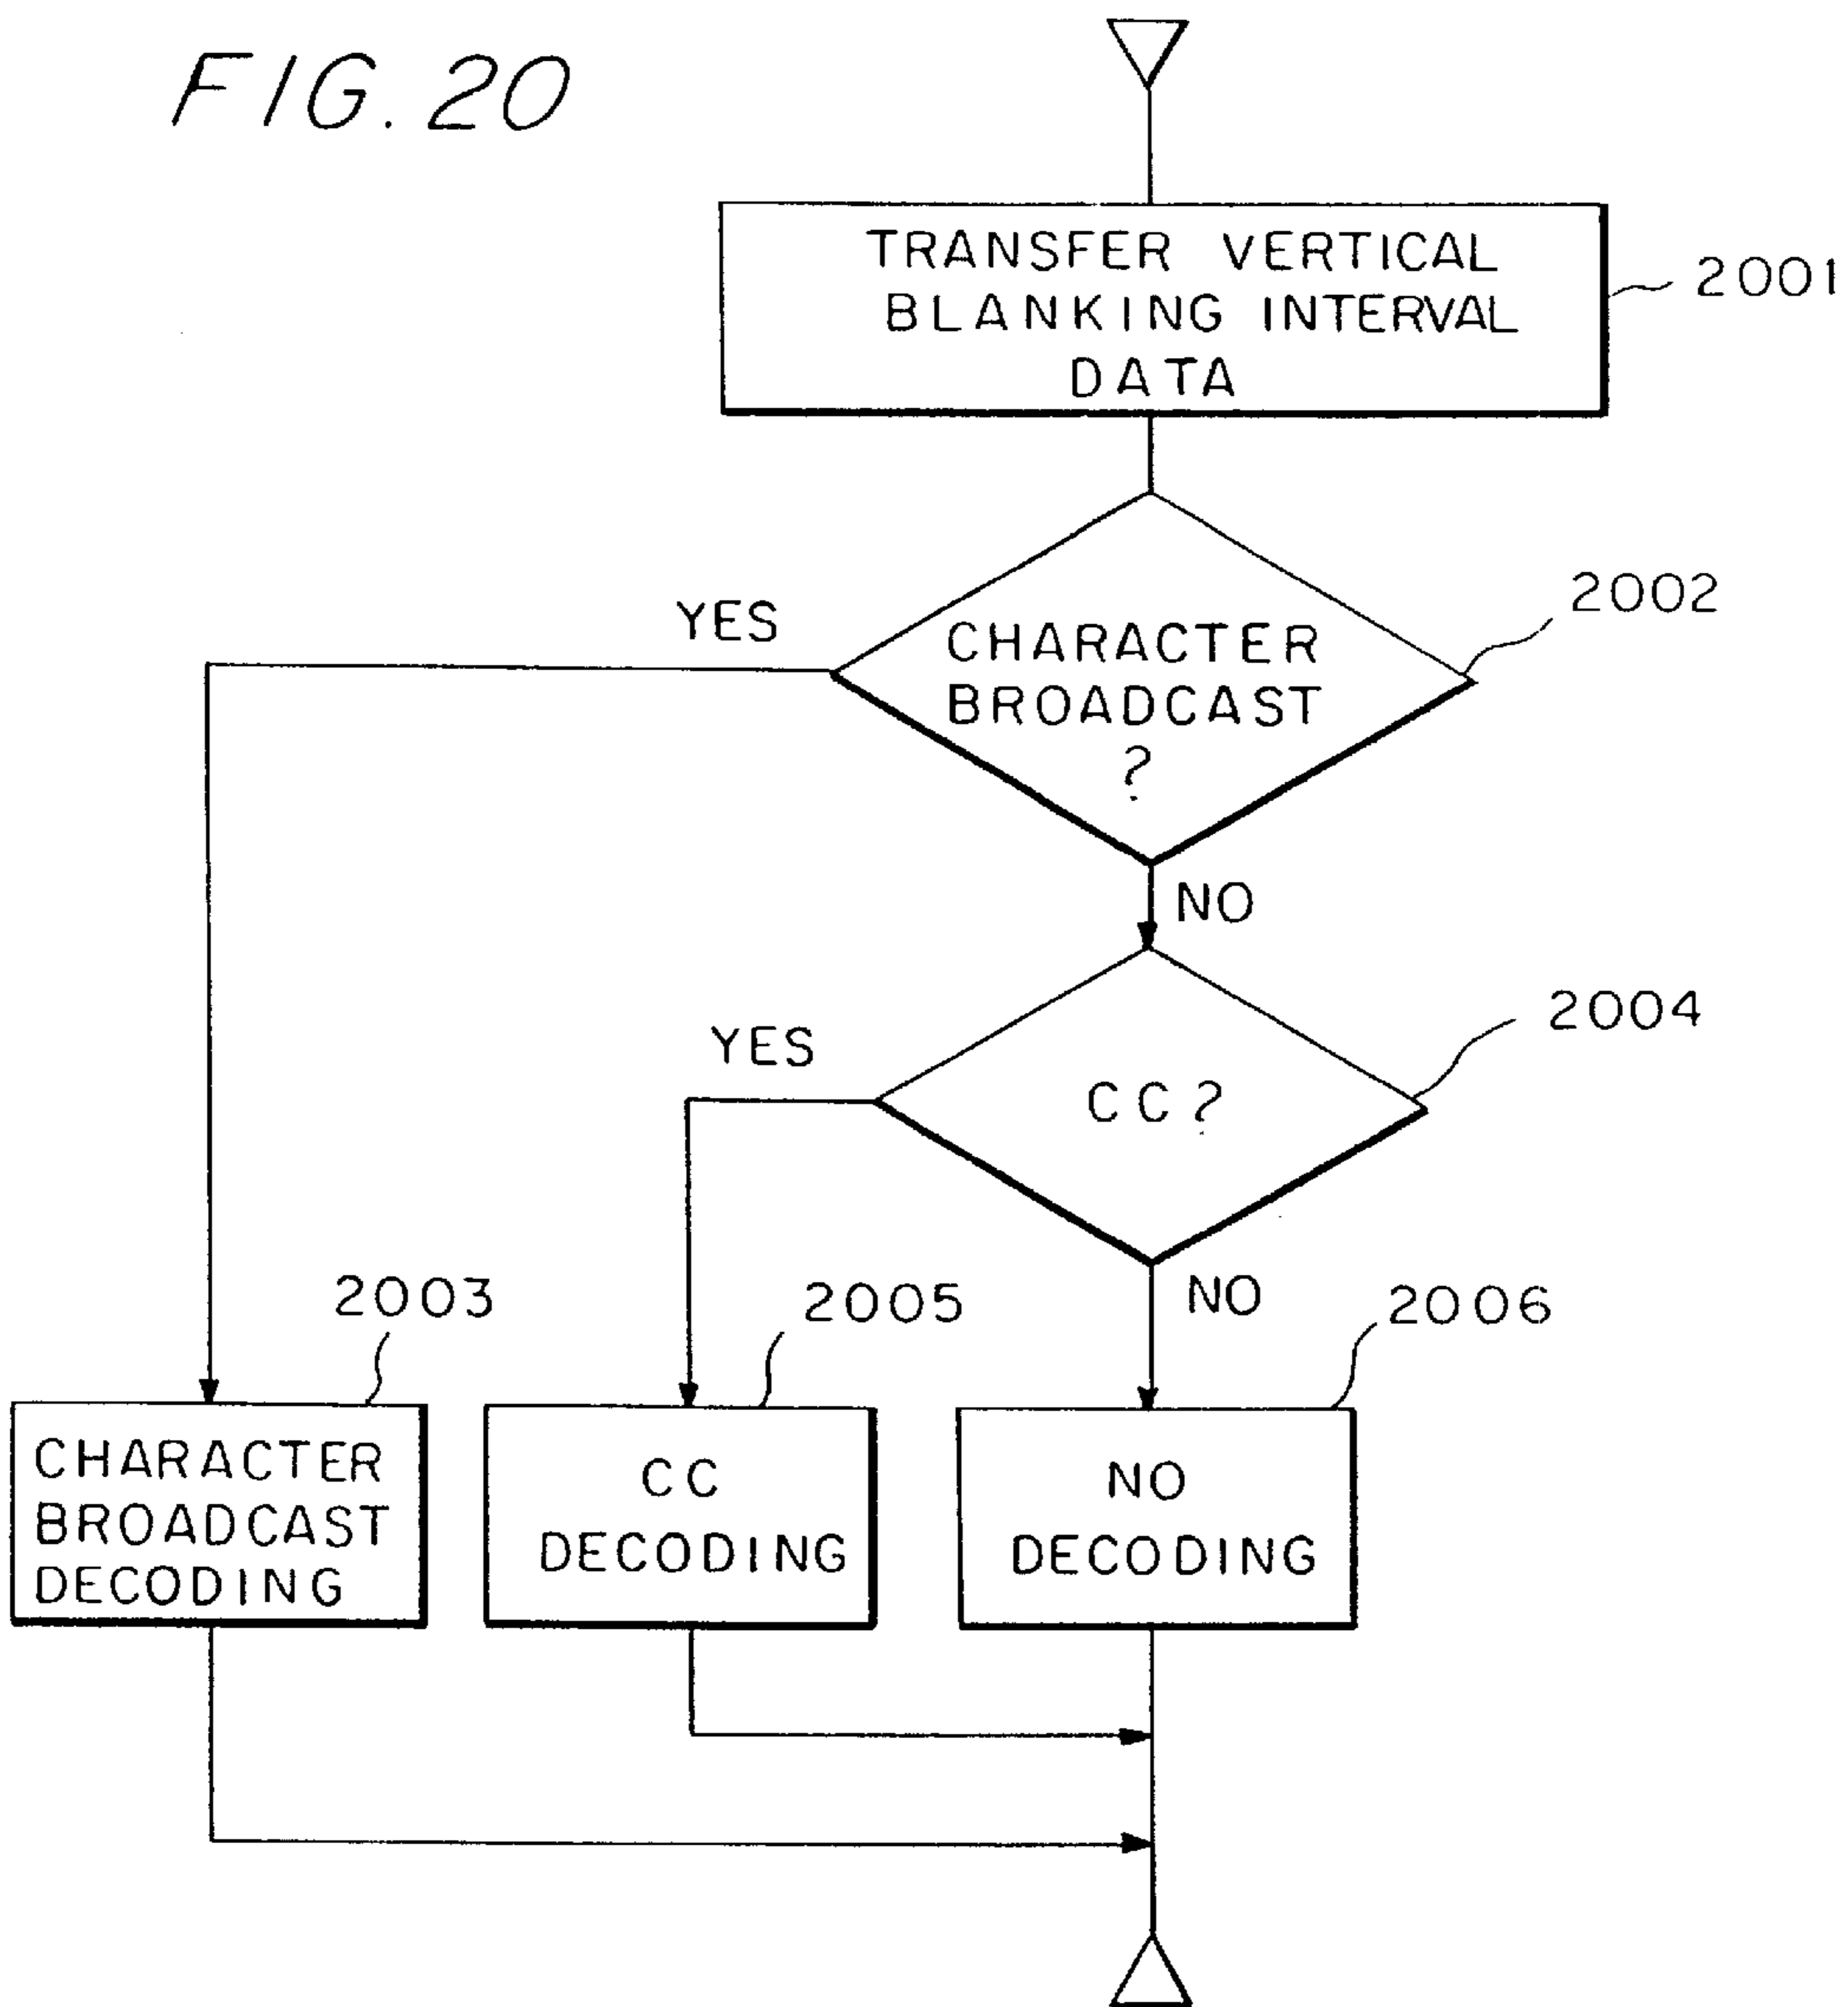 FIG. 20
TRANSFER VERTICAL
BLANKING INTERVAL
DATA
2001
YES
CHARACTER
BROADCAST
?
2002
NO
YES
CC?
2004
NO
2003
2005
2006
CHARACTER
BROADCAST
DECODING
CC
DECODING
NO
DECODING